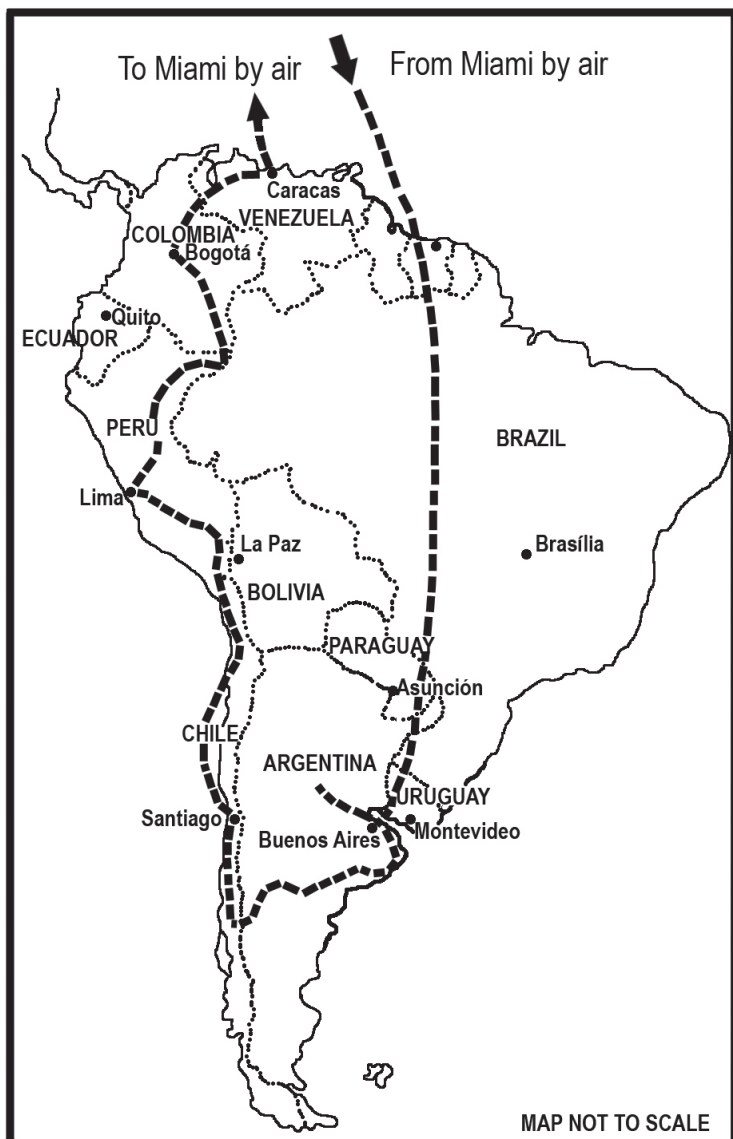 To Miami by air
From Miami by air
Caracas
VENEZUELA
COLOMBIA
Bogotá
Quito
ECUADOR
PERU
BRAZIL
Lima
La Paz
Brasília
BOLIVIA
PARAGUAY
Asunción
CHILE
ARGENTINA
URUGUAY
Santiago
Buenos Aires
Montevideo
MAP NOT TO SCALE